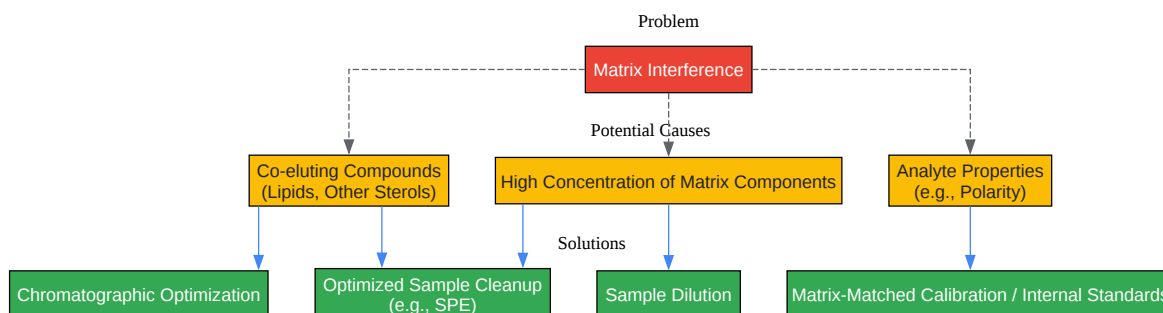 Problem
Matrix Interference
Potential Causes
Co-eluting Compounds
(Lipids, Other Sterols)
High Concentration of Matrix Components
Analyte Properties
(e.g., Polarity)
Solutions
Chromatographic Optimization
Optimized Sample Cleanup
(e.g., SPE)
Sample Dilution
Matrix-Matched Calibration / Internal Standards